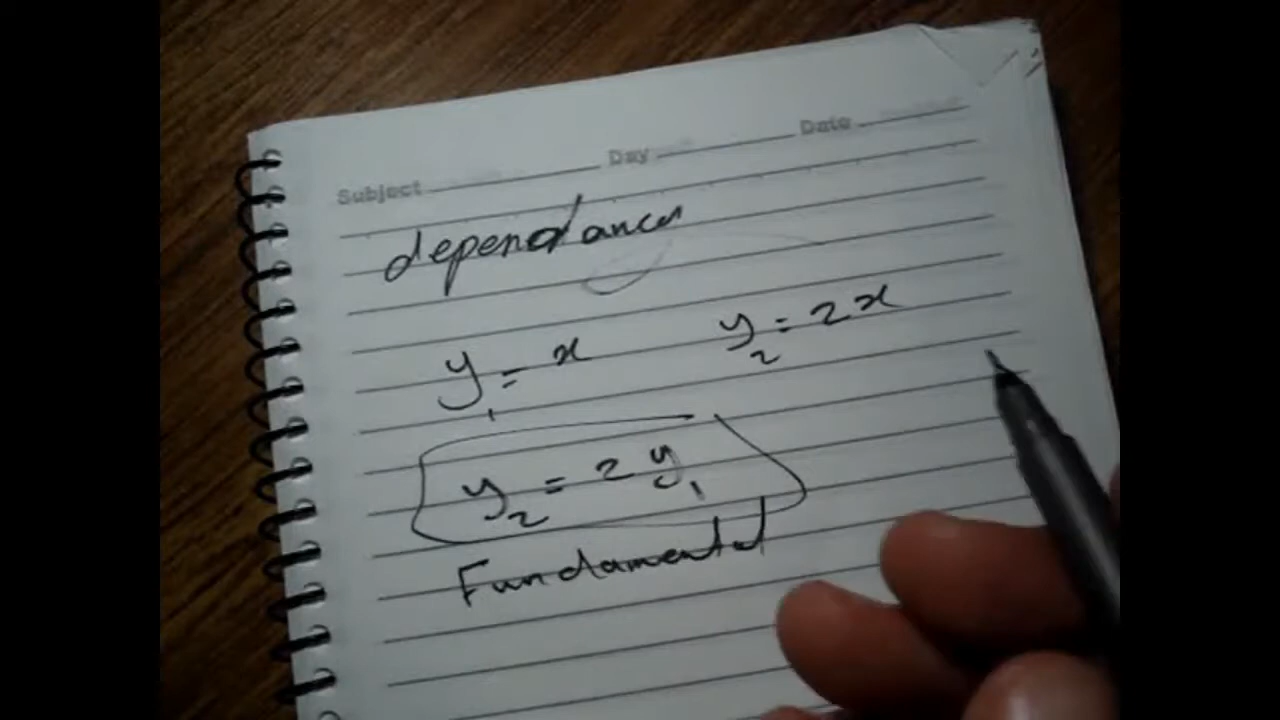 Subject Day Date
dependance
y₁ = x y₂ = 2x
y₂ = 2y₁
Fundamental